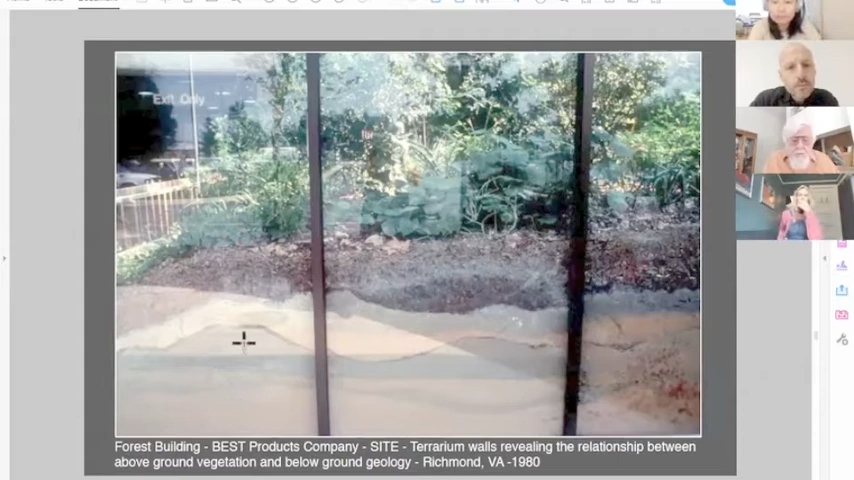 Exit Only
Forest Building - BEST Products Company - SITE - Terrarium walls revealing the relationship between
above ground vegetation and below ground geology - Richmond, VA -1980